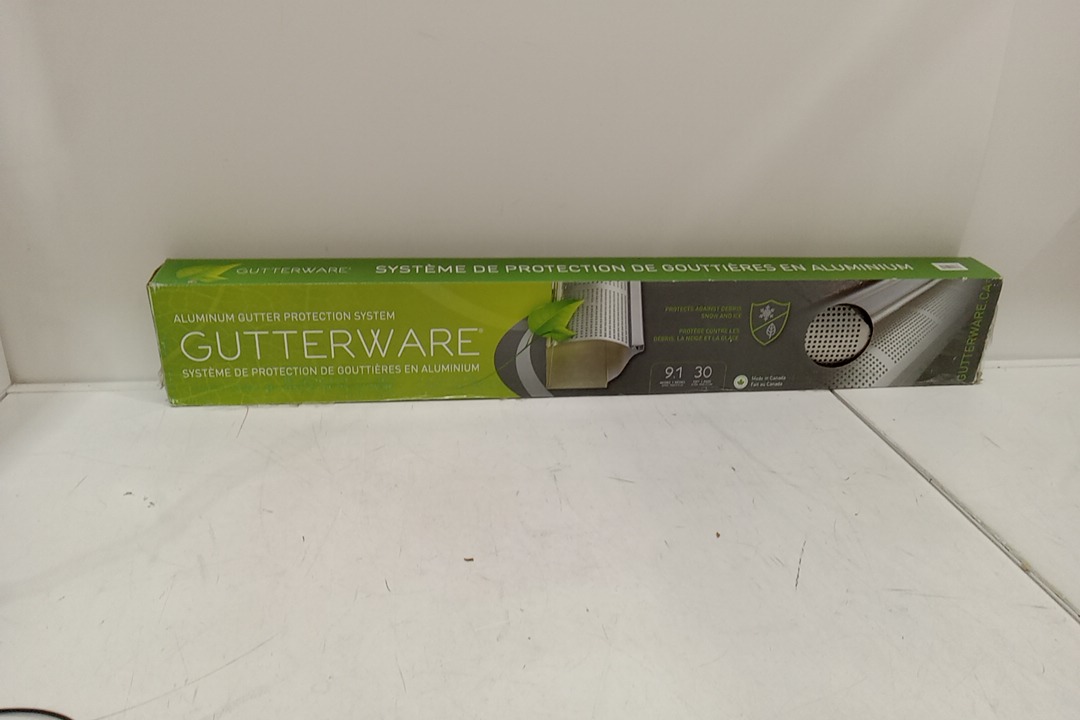 GUTTERWARE®
SYSTÈME DE PROTECTION DE GOUTTIÈRES EN ALUMINIUM
ALUMINUM GUTTER PROTECTION SYSTEM
GUTTERWARE®
SYSTÈME DE PROTECTION DE GOUTTIÈRES EN ALUMINIUM
PROTECTS AGAINST DEBRIS
SNOW AND ICE
PROTÈGE CONTRE LES
DÉBRIS, LA NEIGE ET LA GLACE
9.1 30
Made in Canada
Fait au Canada
GUTTERWARE.CA